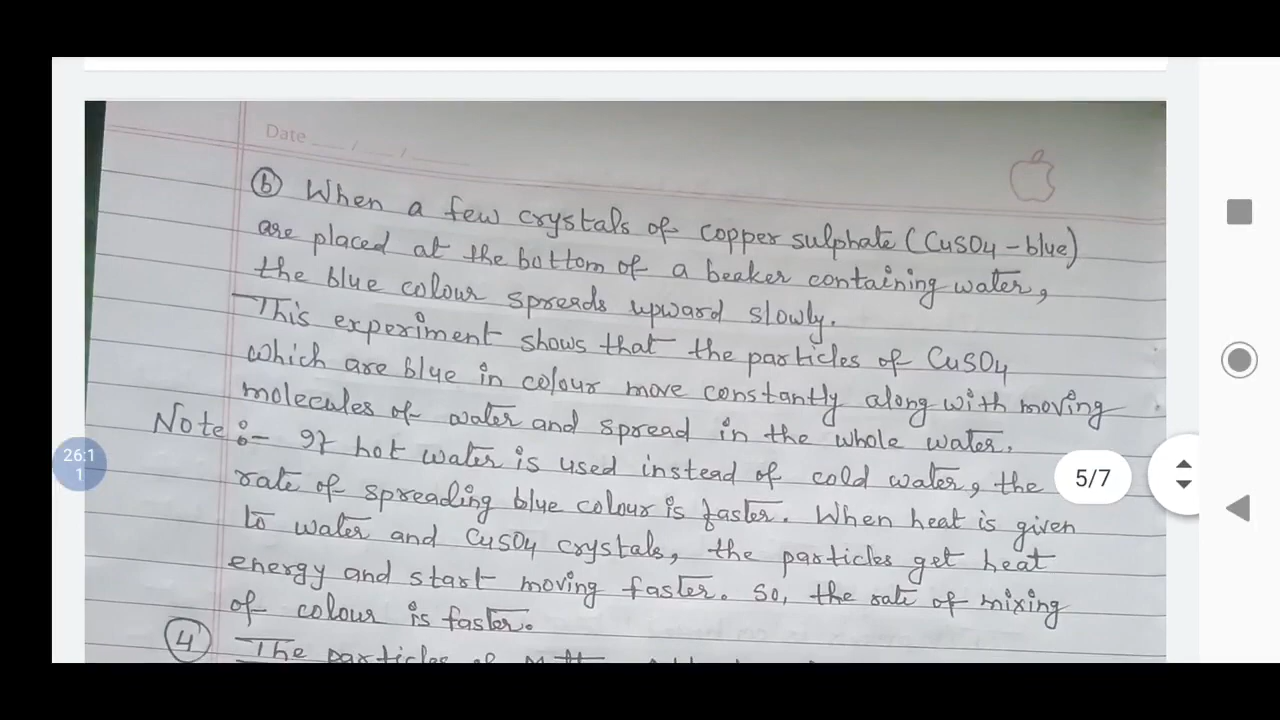 Date __/__/____
(b) When a few crystals of copper sulphate (CuSO4 - blue)
are placed at the bottom of a beaker containing water,
the blue colour spreads upward slowly.
This experiment shows that the particles of CuSO4
which are blue in colour move constantly along with moving
molecules of water and spread in the whole water.
Note :- If hot water is used instead of cold water, the
rate of spreading blue colour is faster. When heat is given
to water and CuSO4 crystals, the particles get heat
energy and start moving faster. So, the rate of mixing
of colour is faster.
(4) The particles of
26:1
1
5/7